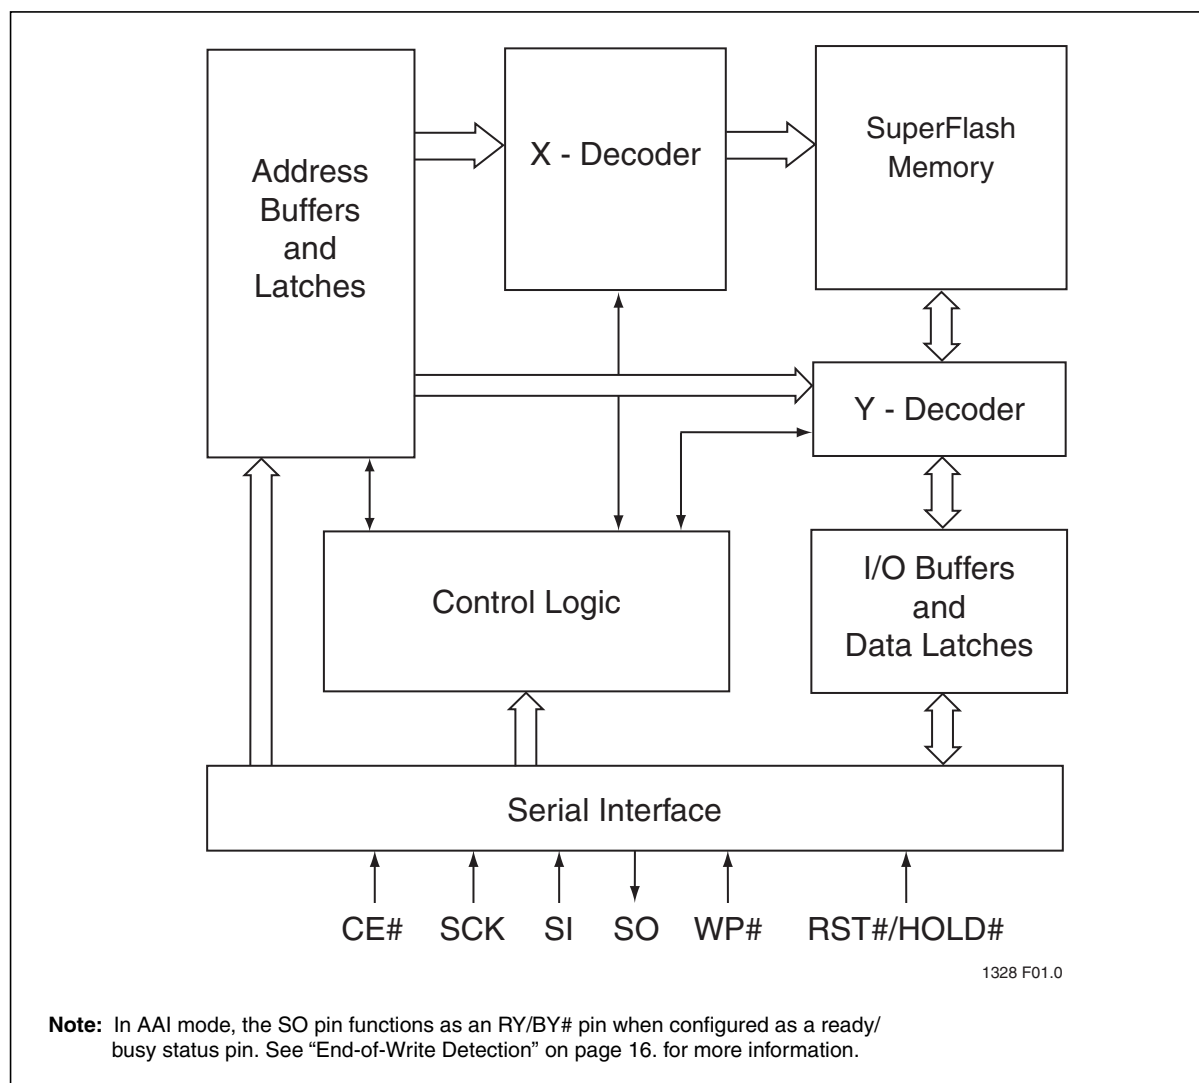 Address
Buffers
and
Latches
X - Decoder
SuperFlash
Memory
Y - Decoder
Control Logic
I/O Buffers
and
Data Latches
Serial Interface
CE# SCK SI SO WP# RST#/HOLD#
1328 F01.0
Note: In AAI mode, the SO pin functions as an RY/BY# pin when configured as a ready/
busy status pin. See “End-of-Write Detection” on page 16. for more information.